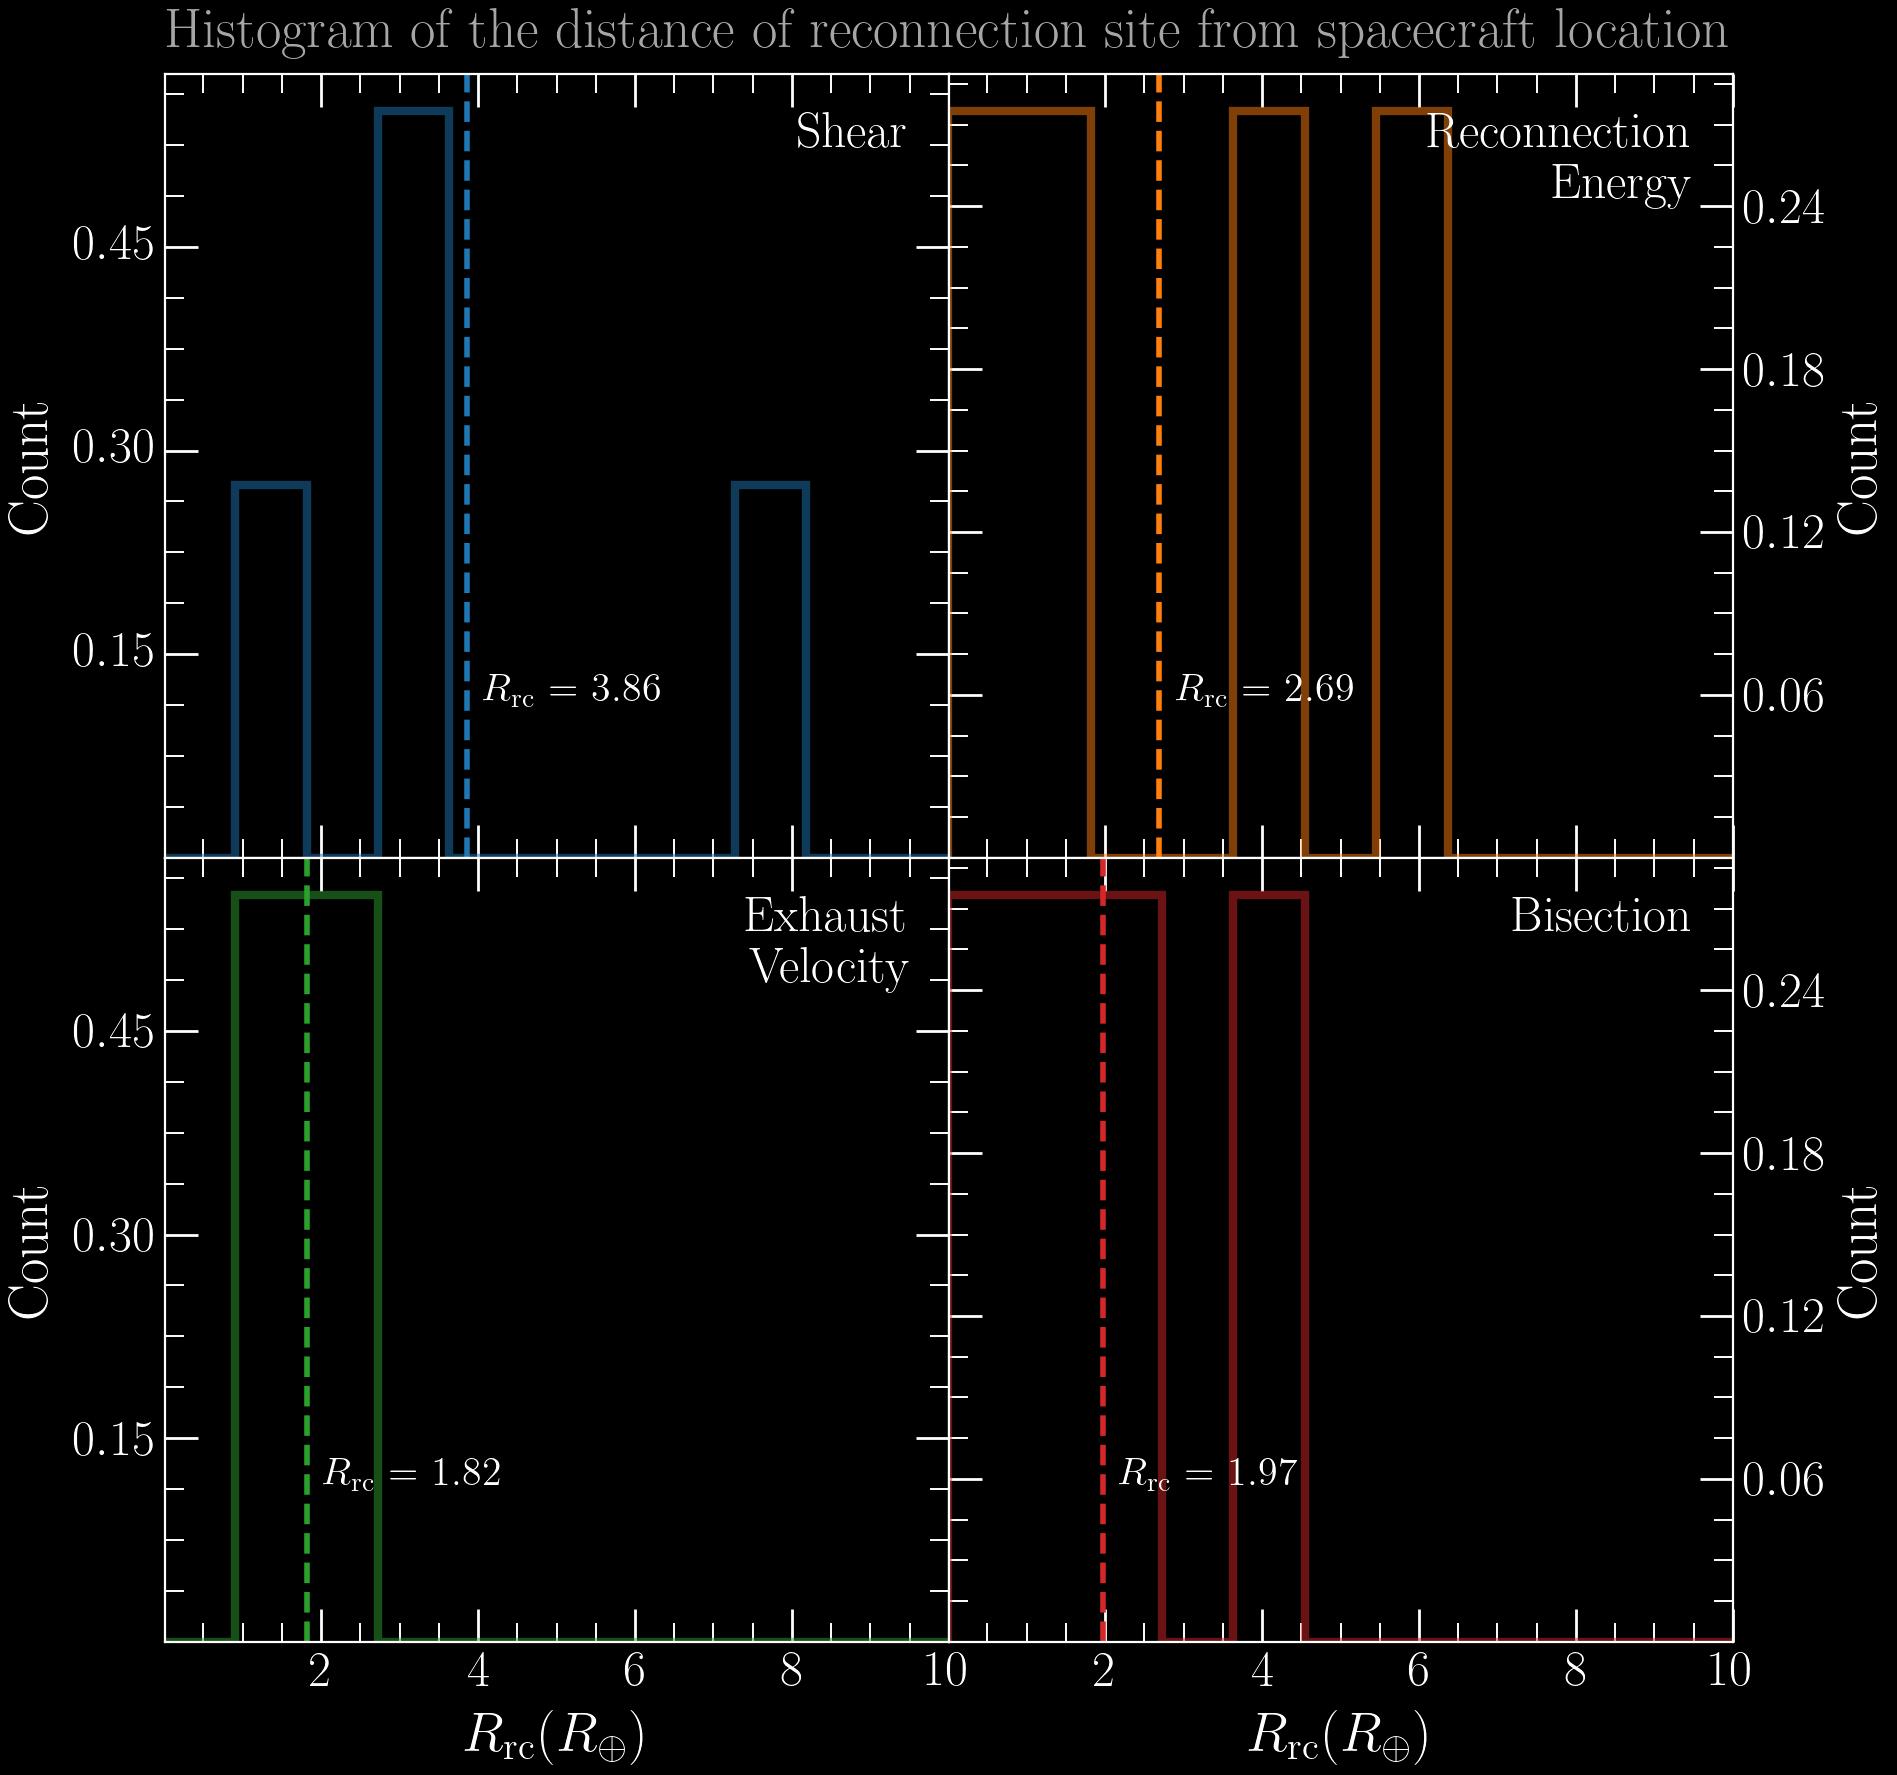 Histogram of the distance of reconnection site from spacecraft location
Shear
0.45
0.30
0.15
Count
R_rc = 3.86
Reconnection
Energy
0.24
0.18
0.12
0.06
Count
R_rc = 2.69
Exhaust
Velocity
0.45
0.30
0.15
Count
R_rc = 1.82
Bisection
0.24
0.18
0.12
0.06
Count
R_rc = 1.97
2 4 6 8 10 2 4 6 8 10
R_rc(R_⊕) R_rc(R_⊕)